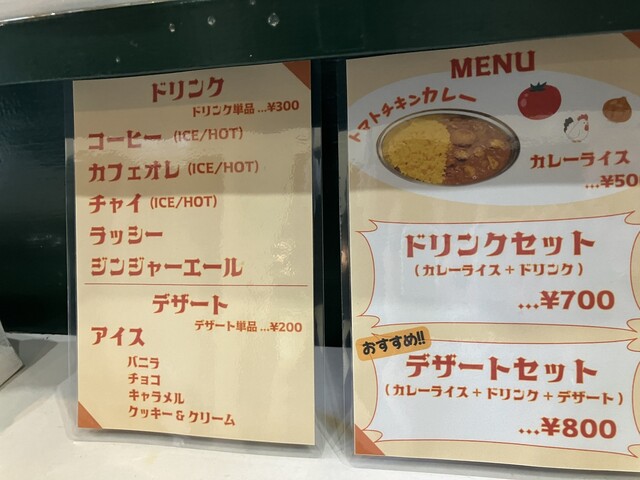 ドリンク
ドリンク単品 ...¥300
コーヒー (ICE/HOT)
カフェオレ (ICE/HOT)
チャイ (ICE/HOT)
ラッシー
ジンジャーエール
デザート
デザート単品 ...¥200
アイス
バニラ
チョコ
キャラメル
クッキー&クリーム
MENU
トマトチキンカレー
カレーライス
...¥50
ドリンクセット
(カレーライス+ドリンク)
...¥700
おすすめ!!
デザートセット
(カレーライス+ドリンク+デザート)
...¥800